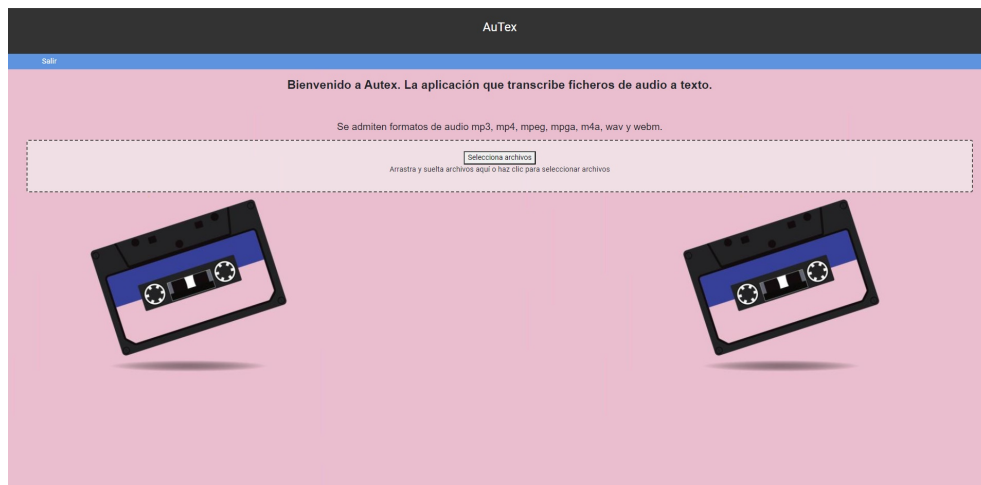 AuTex
Salir
Bienvenido a Autex. La aplicación que transcribe ficheros de audio a texto.
Se admiten formatos de audio mp3, mp4, mpeg, mpga, m4a, wav y webm.
Selecciona archivos
Arrastra y suelta archivos aquí o haz clic para seleccionar archivos